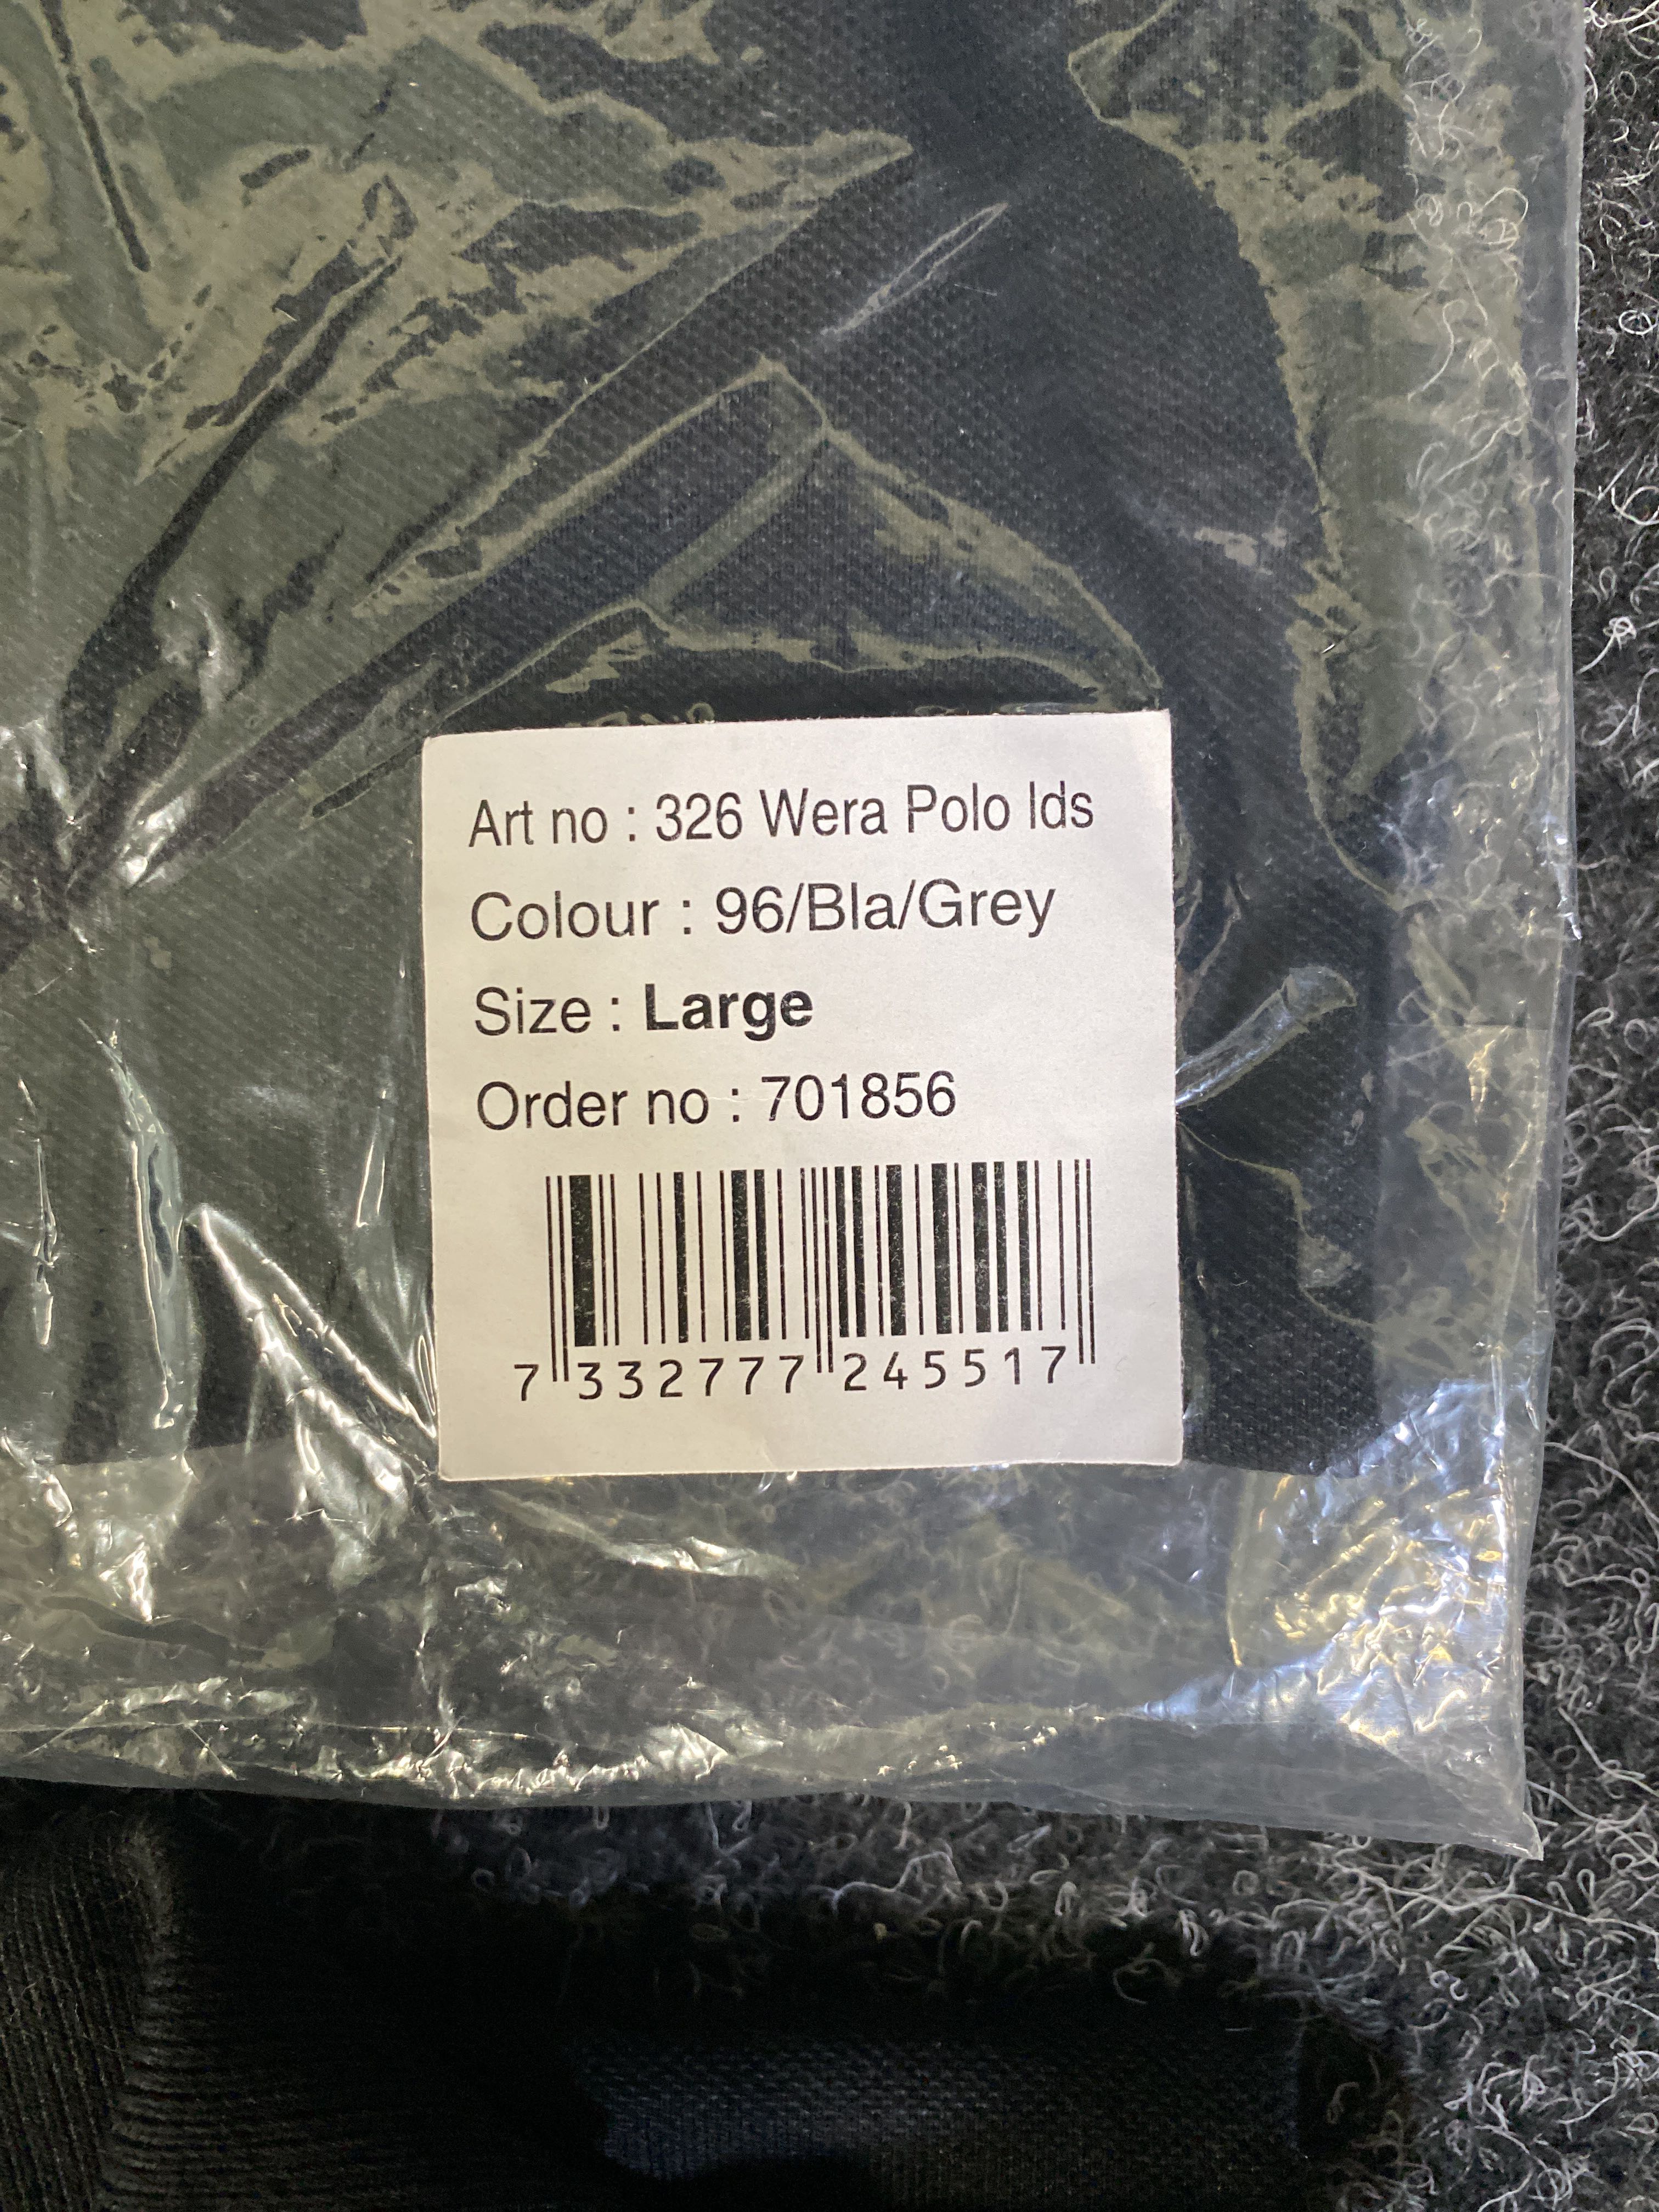 Art no : 326 Wera Polo lds
Colour : 96/Bla/Grey
Size : Large
Order no : 701856
7 332777 245517